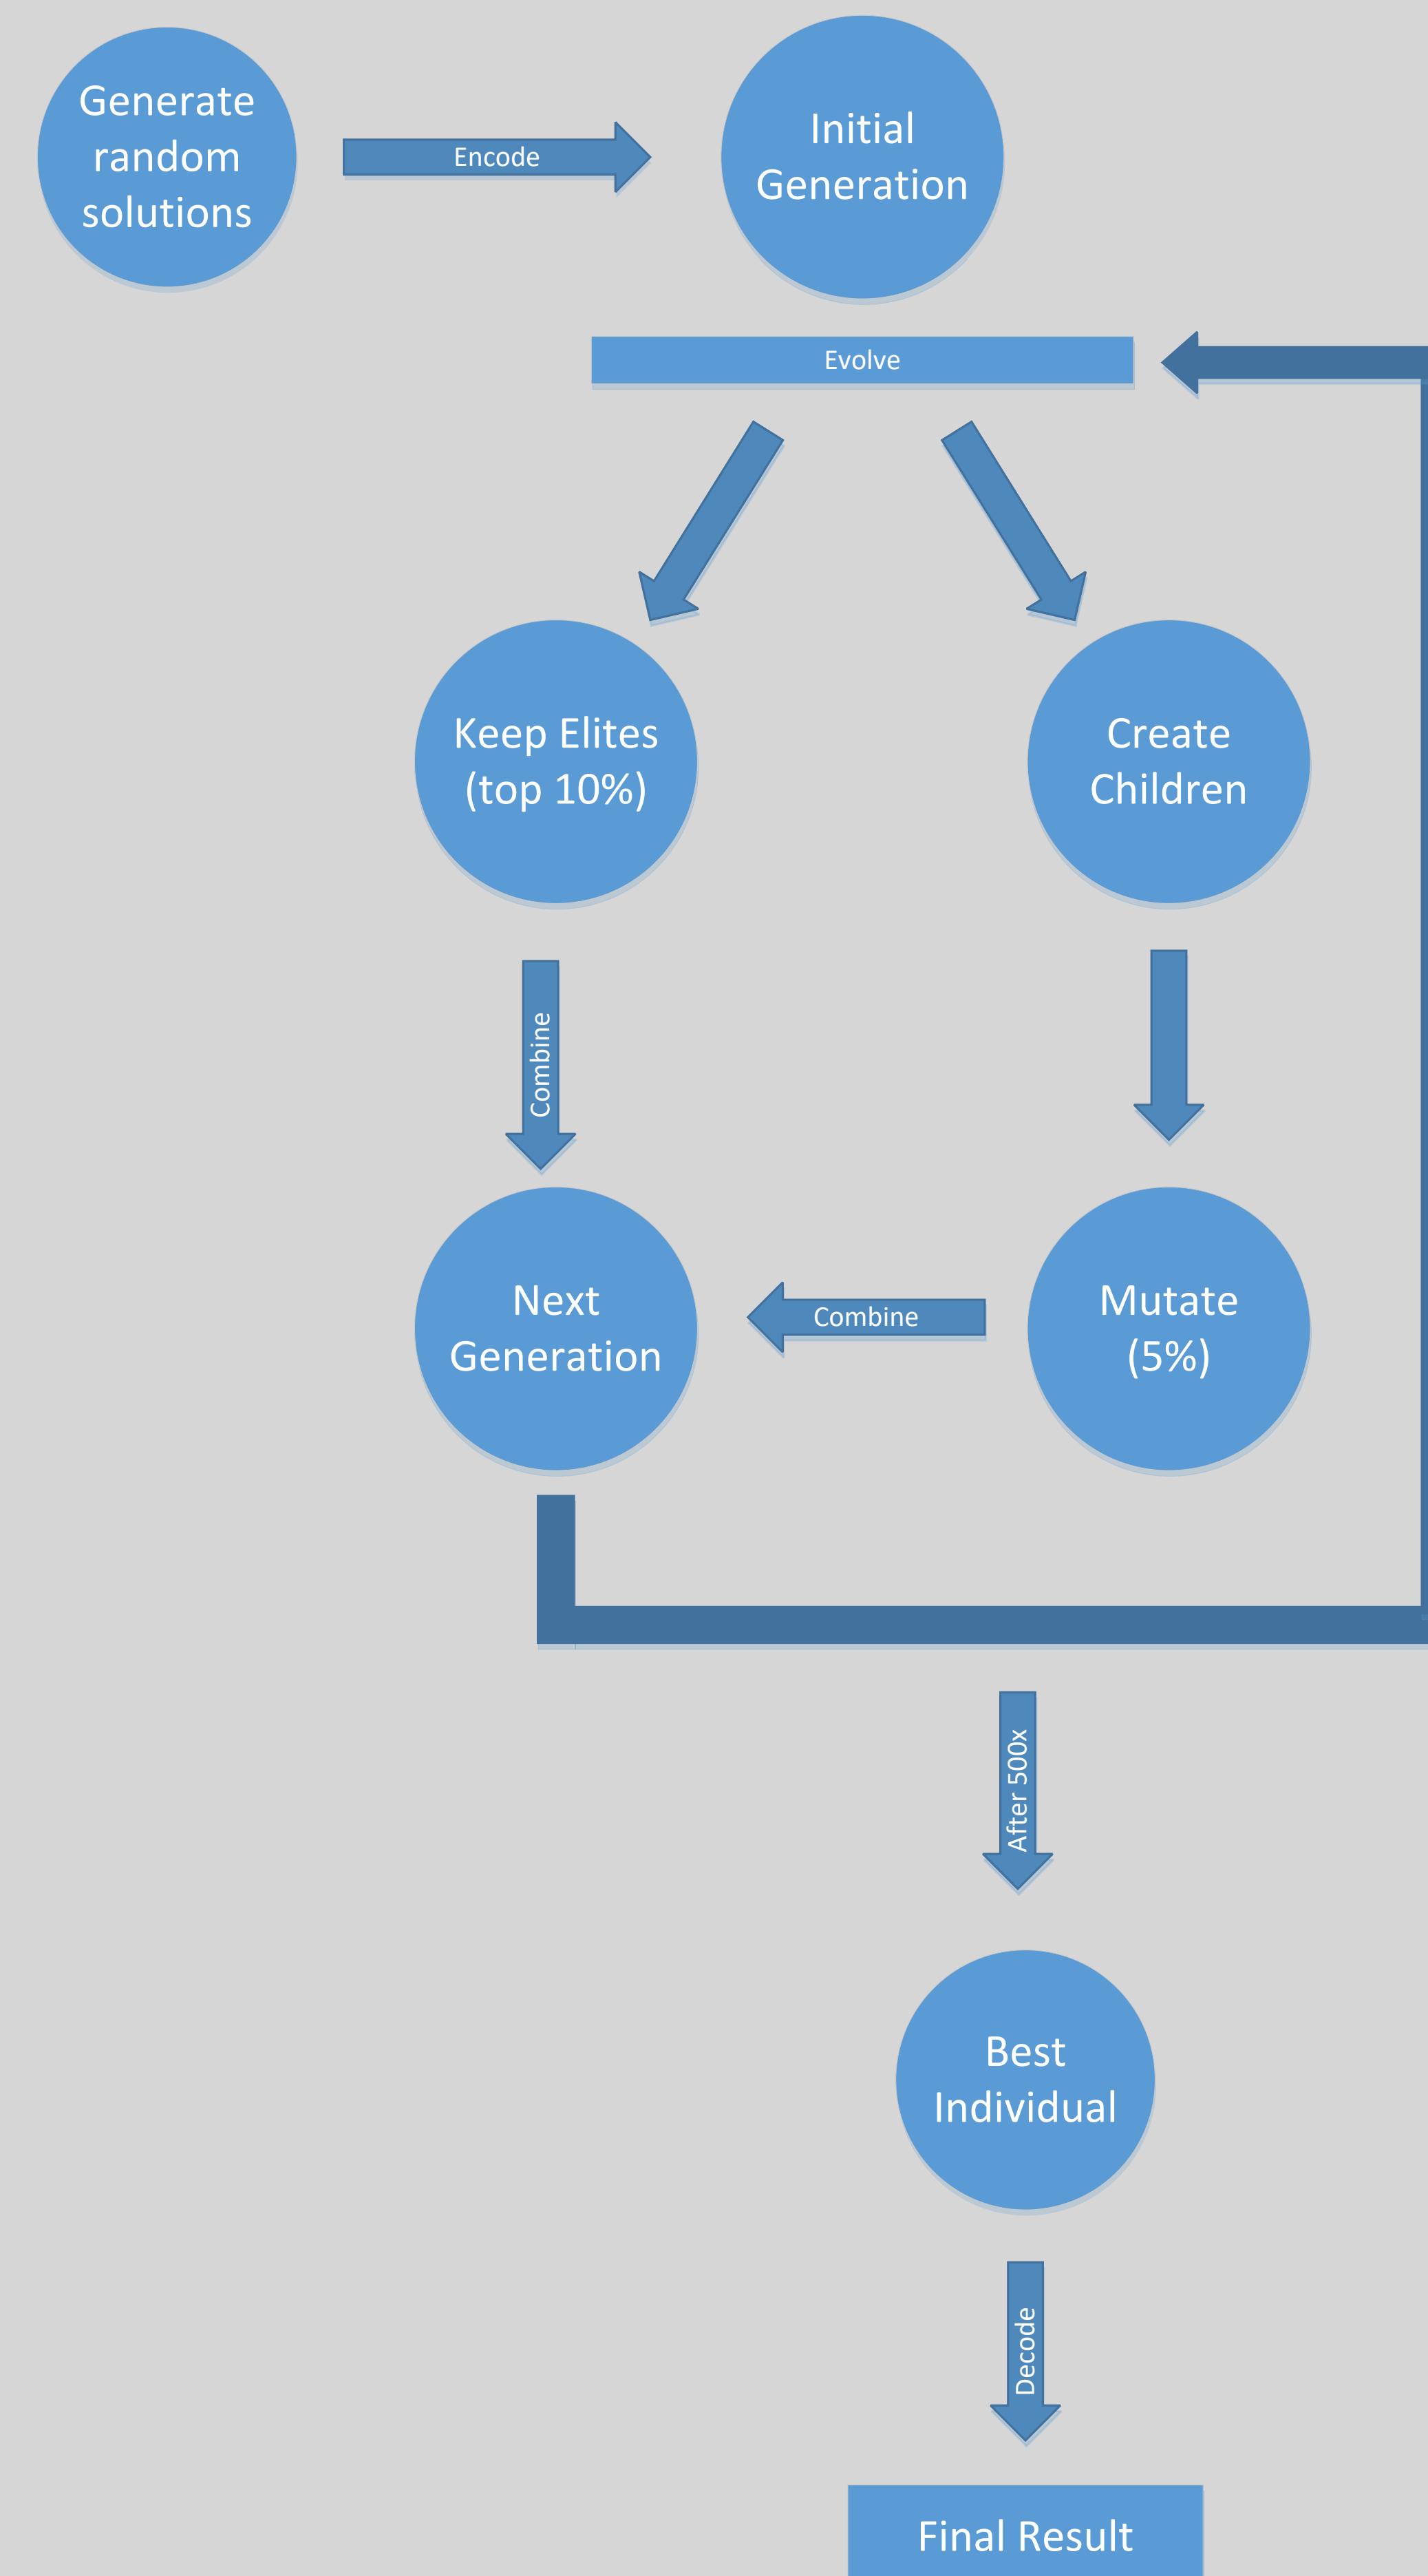 Generate
random
solutions
Encode
Initial
Generation
Evolve
Keep Elites
(top 10%)
Create
Children
Combine
Next
Generation
Combine
Mutate
(5%)
After 500x
Best
Individual
Decode
Final Result